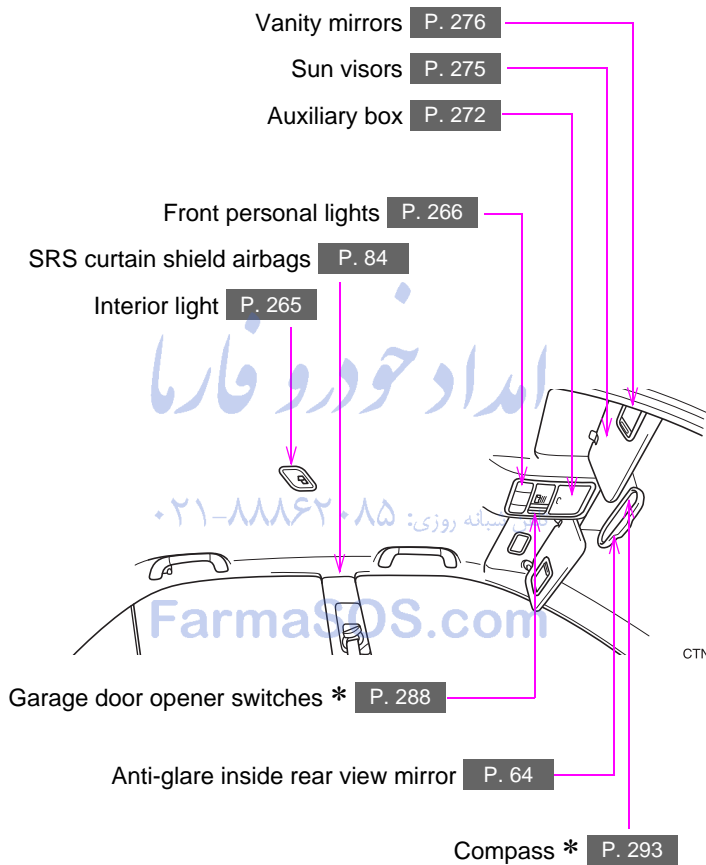 Vanity mirrors P. 276
Sun visors P. 275
Auxiliary box P. 272
Front personal lights P. 266
SRS curtain shield airbags P. 84
Interior light P. 265
امداد خودرو فارما
تلفن شبانه روزی: ۰۲۱-۸۸۸۶۲۰۸۵
FarmaSOS.com
CTN
Garage door opener switches * P. 288
Anti-glare inside rear view mirror P. 64
Compass * P. 293